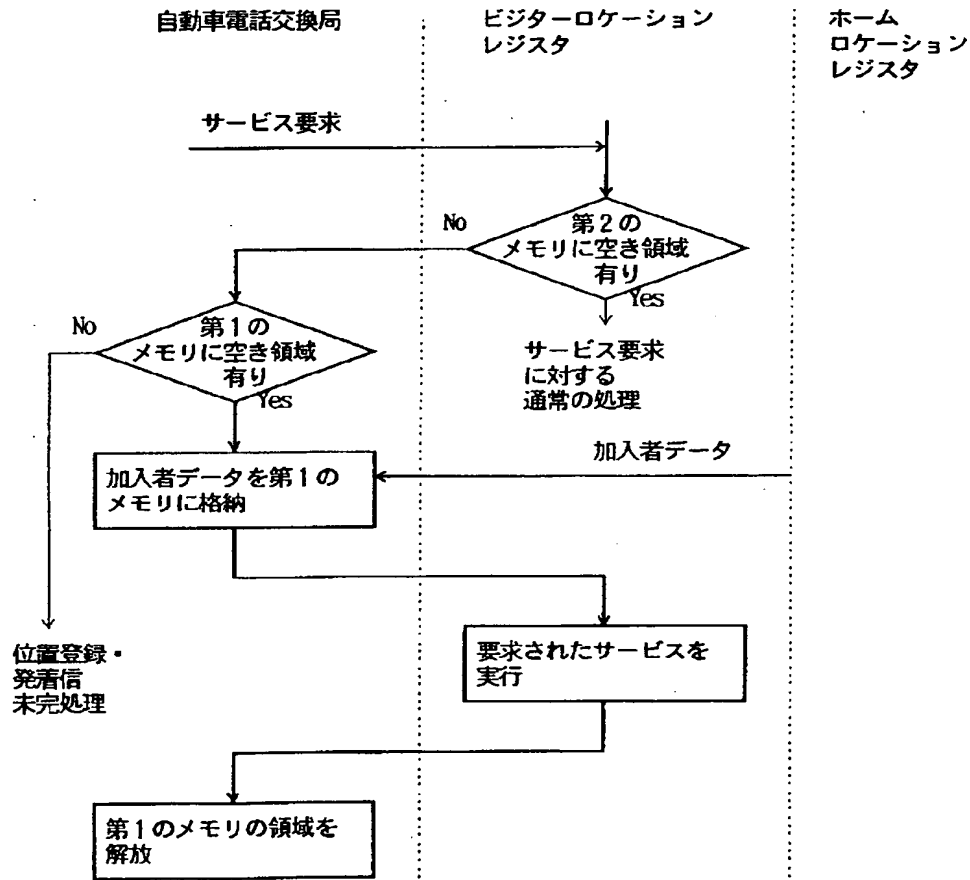 自動車電話交換局
ビジターロケーション
レジスタ
ホーム
ロケーション
レジスタ
サービス要求
No
第2の
メモリに空き領域
有り
Yes
No
第1の
メモリに空き領域
有り
Yes
サービス要求
に対する
通常の処理
加入者データ
加入者データを第1の
メモリに格納
位置登録・
発着信
未完処理
要求されたサービスを
実行
第1のメモリの領域を
解放